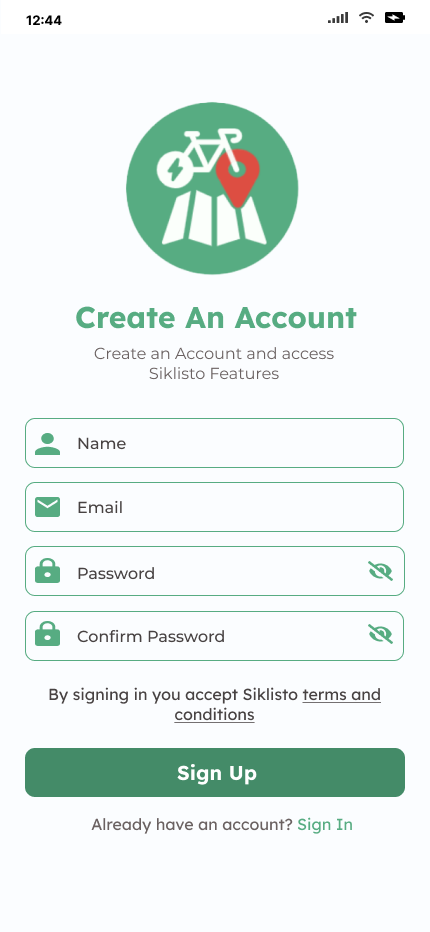 12:44
Create An Account
Create an Account and access
Siklisto Features
Name
Email
Password
Confirm Password
By signing in you accept Siklisto terms and
conditions
Sign Up
Already have an account? Sign In